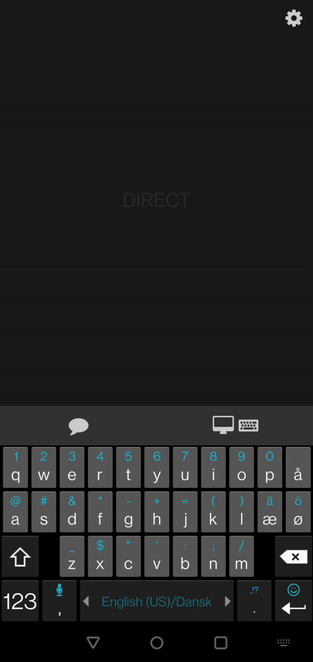 DIRECT
1 2 3 4 5 6 7 8 9 0
q w e r t y u i o p å
@ # & * - + = ( ) ä ö
a s d f g h j k l æ ø
_ $ " ' : ; /
z x c v b n m
123 , English (US)/Dansk ,!? .